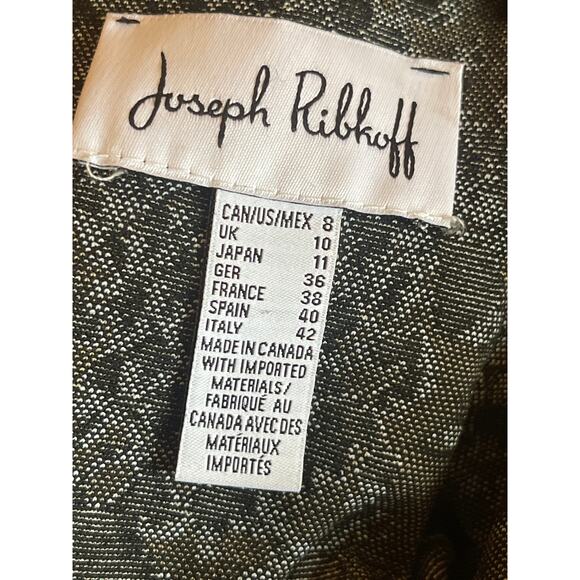 Joseph Ribkoff
CAN/US/MEX 8
UK 10
JAPAN 11
GER 36
FRANCE 38
SPAIN 40
ITALY 42
MADE IN CANADA
WITH IMPORTED
MATERIALS/
FABRIQUÉ AU
CANADA AVEC DES
MATÉRIAUX
IMPORTÉS